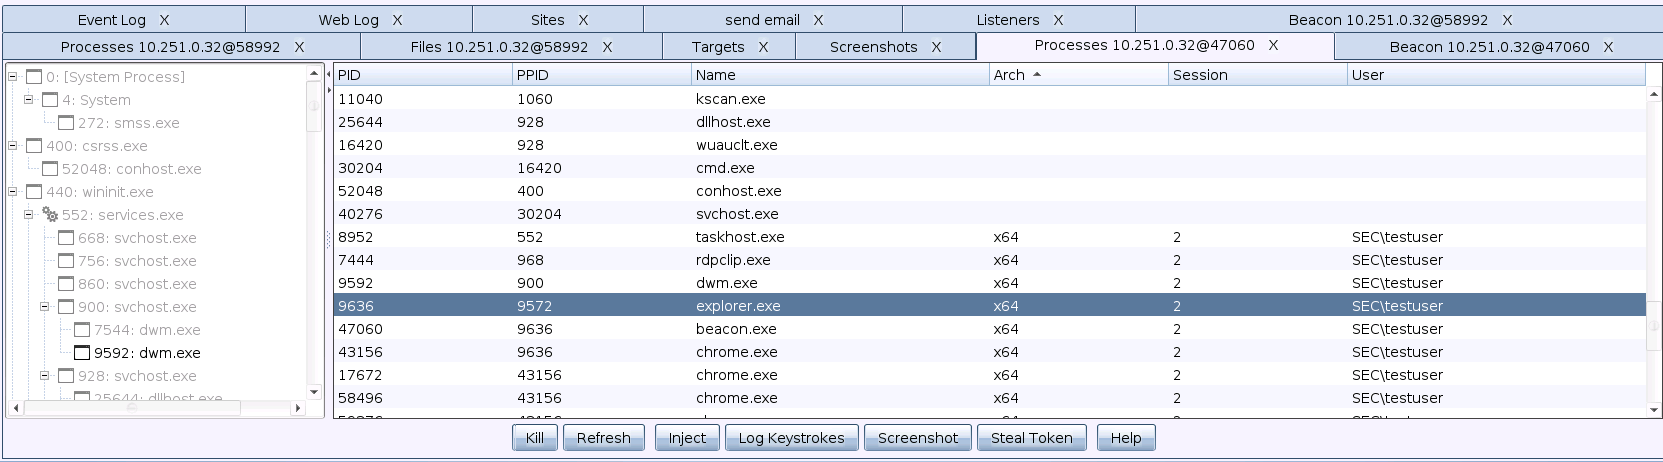 Event Log X Web Log X Sites X send email X Listeners X Beacon 10.251.0.32@58992 X
Processes 10.251.0.32@58992 X Files 10.251.0.32@58992 X Targets X Screenshots X Processes 10.251.0.32@47060 X Beacon 10.251.0.32@47060 X
0: [System Process]
4: System
272: smss.exe
400: csrss.exe
52048: conhost.exe
440: wininit.exe
552: services.exe
668: svchost.exe
756: svchost.exe
860: svchost.exe
900: svchost.exe
7544: dwm.exe
9592: dwm.exe
928: svchost.exe
25644: dllhost.exe
PID PPID Name Arch Session User
11040 1060 kscan.exe
25644 928 dllhost.exe
16420 928 wuauclt.exe
30204 16420 cmd.exe
52048 400 conhost.exe
40276 30204 svchost.exe
8952 552 taskhost.exe x64 2 SEC\testuser
7444 968 rdpclip.exe x64 2 SEC\testuser
9592 900 dwm.exe x64 2 SEC\testuser
9636 9572 explorer.exe x64 2 SEC\testuser
47060 9636 beacon.exe x64 2 SEC\testuser
43156 9636 chrome.exe x64 2 SEC\testuser
17672 43156 chrome.exe x64 2 SEC\testuser
58496 43156 chrome.exe x64 2 SEC\testuser
Kill Refresh Inject Log Keystrokes Screenshot Steal Token Help